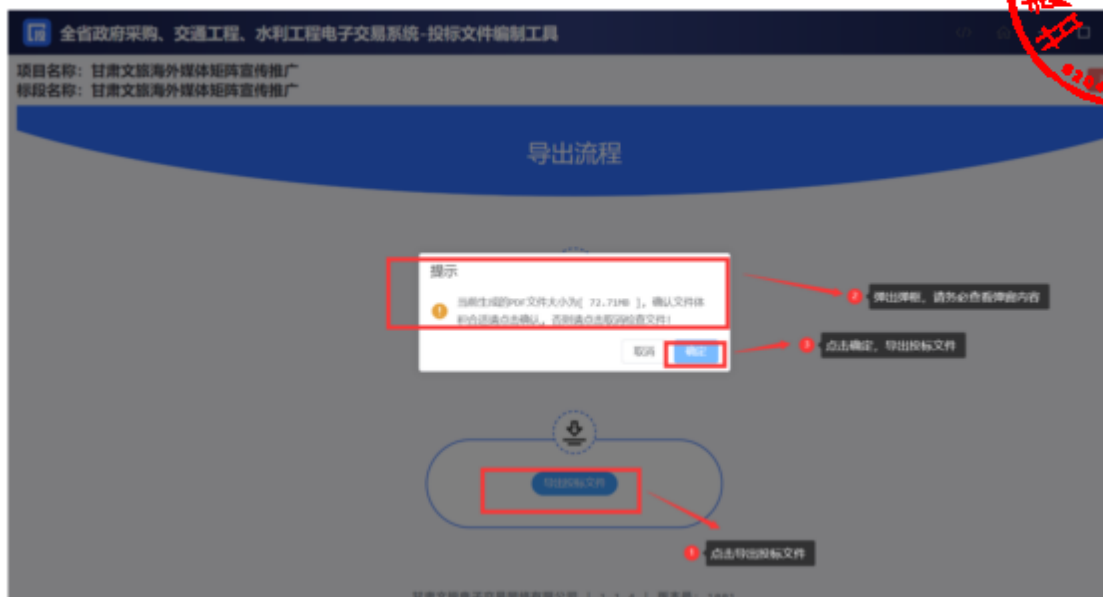 全省政府采购、交通工程、水利工程电子交易系统-投标文件编制工具
项目名称：甘肃文旅海外媒体矩阵宣传推广
标段名称：甘肃文旅海外媒体矩阵宣传推广
导出流程
提示
当前生成的PDF文件大小为[ 72.71MB ]，确认文件体
积合适请点击确认，否则请点击取消检查文件！
取消 确定
2 弹出弹框，请务必查看弹窗内容
3 点击确定，导出投标文件
导出投标文件
1 点击导出投标文件